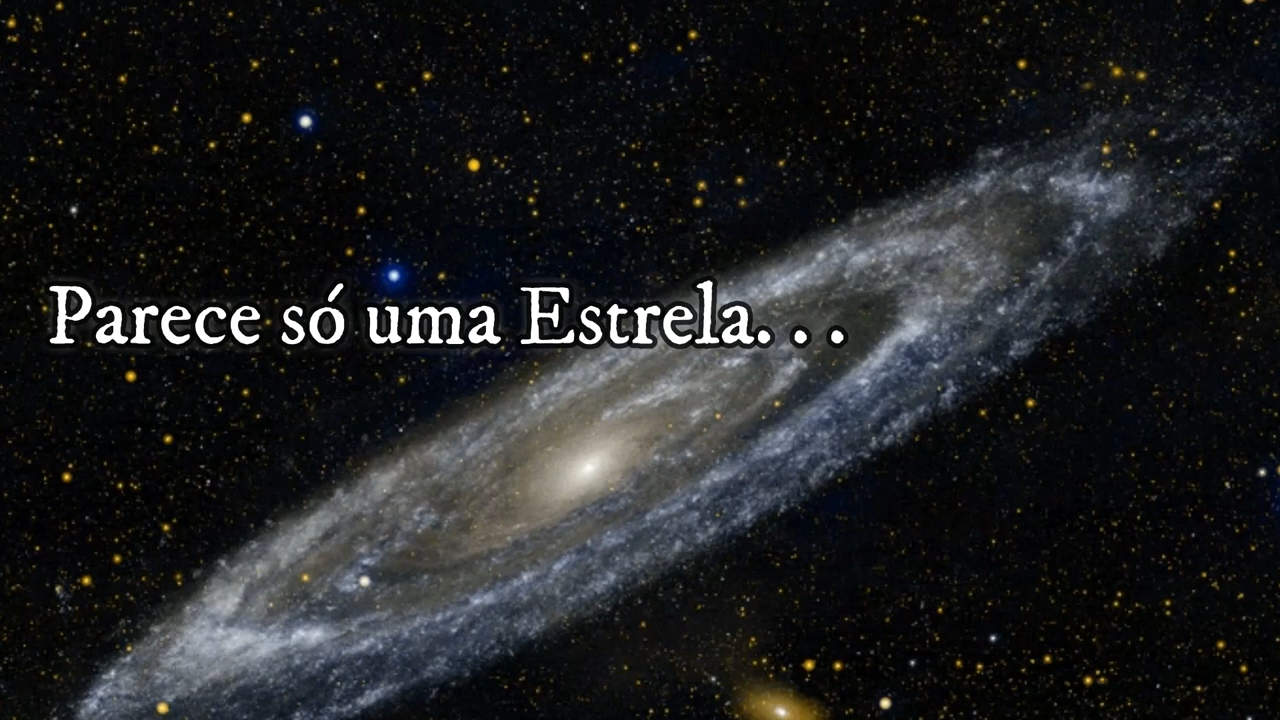 Parece só uma Estrela. . .